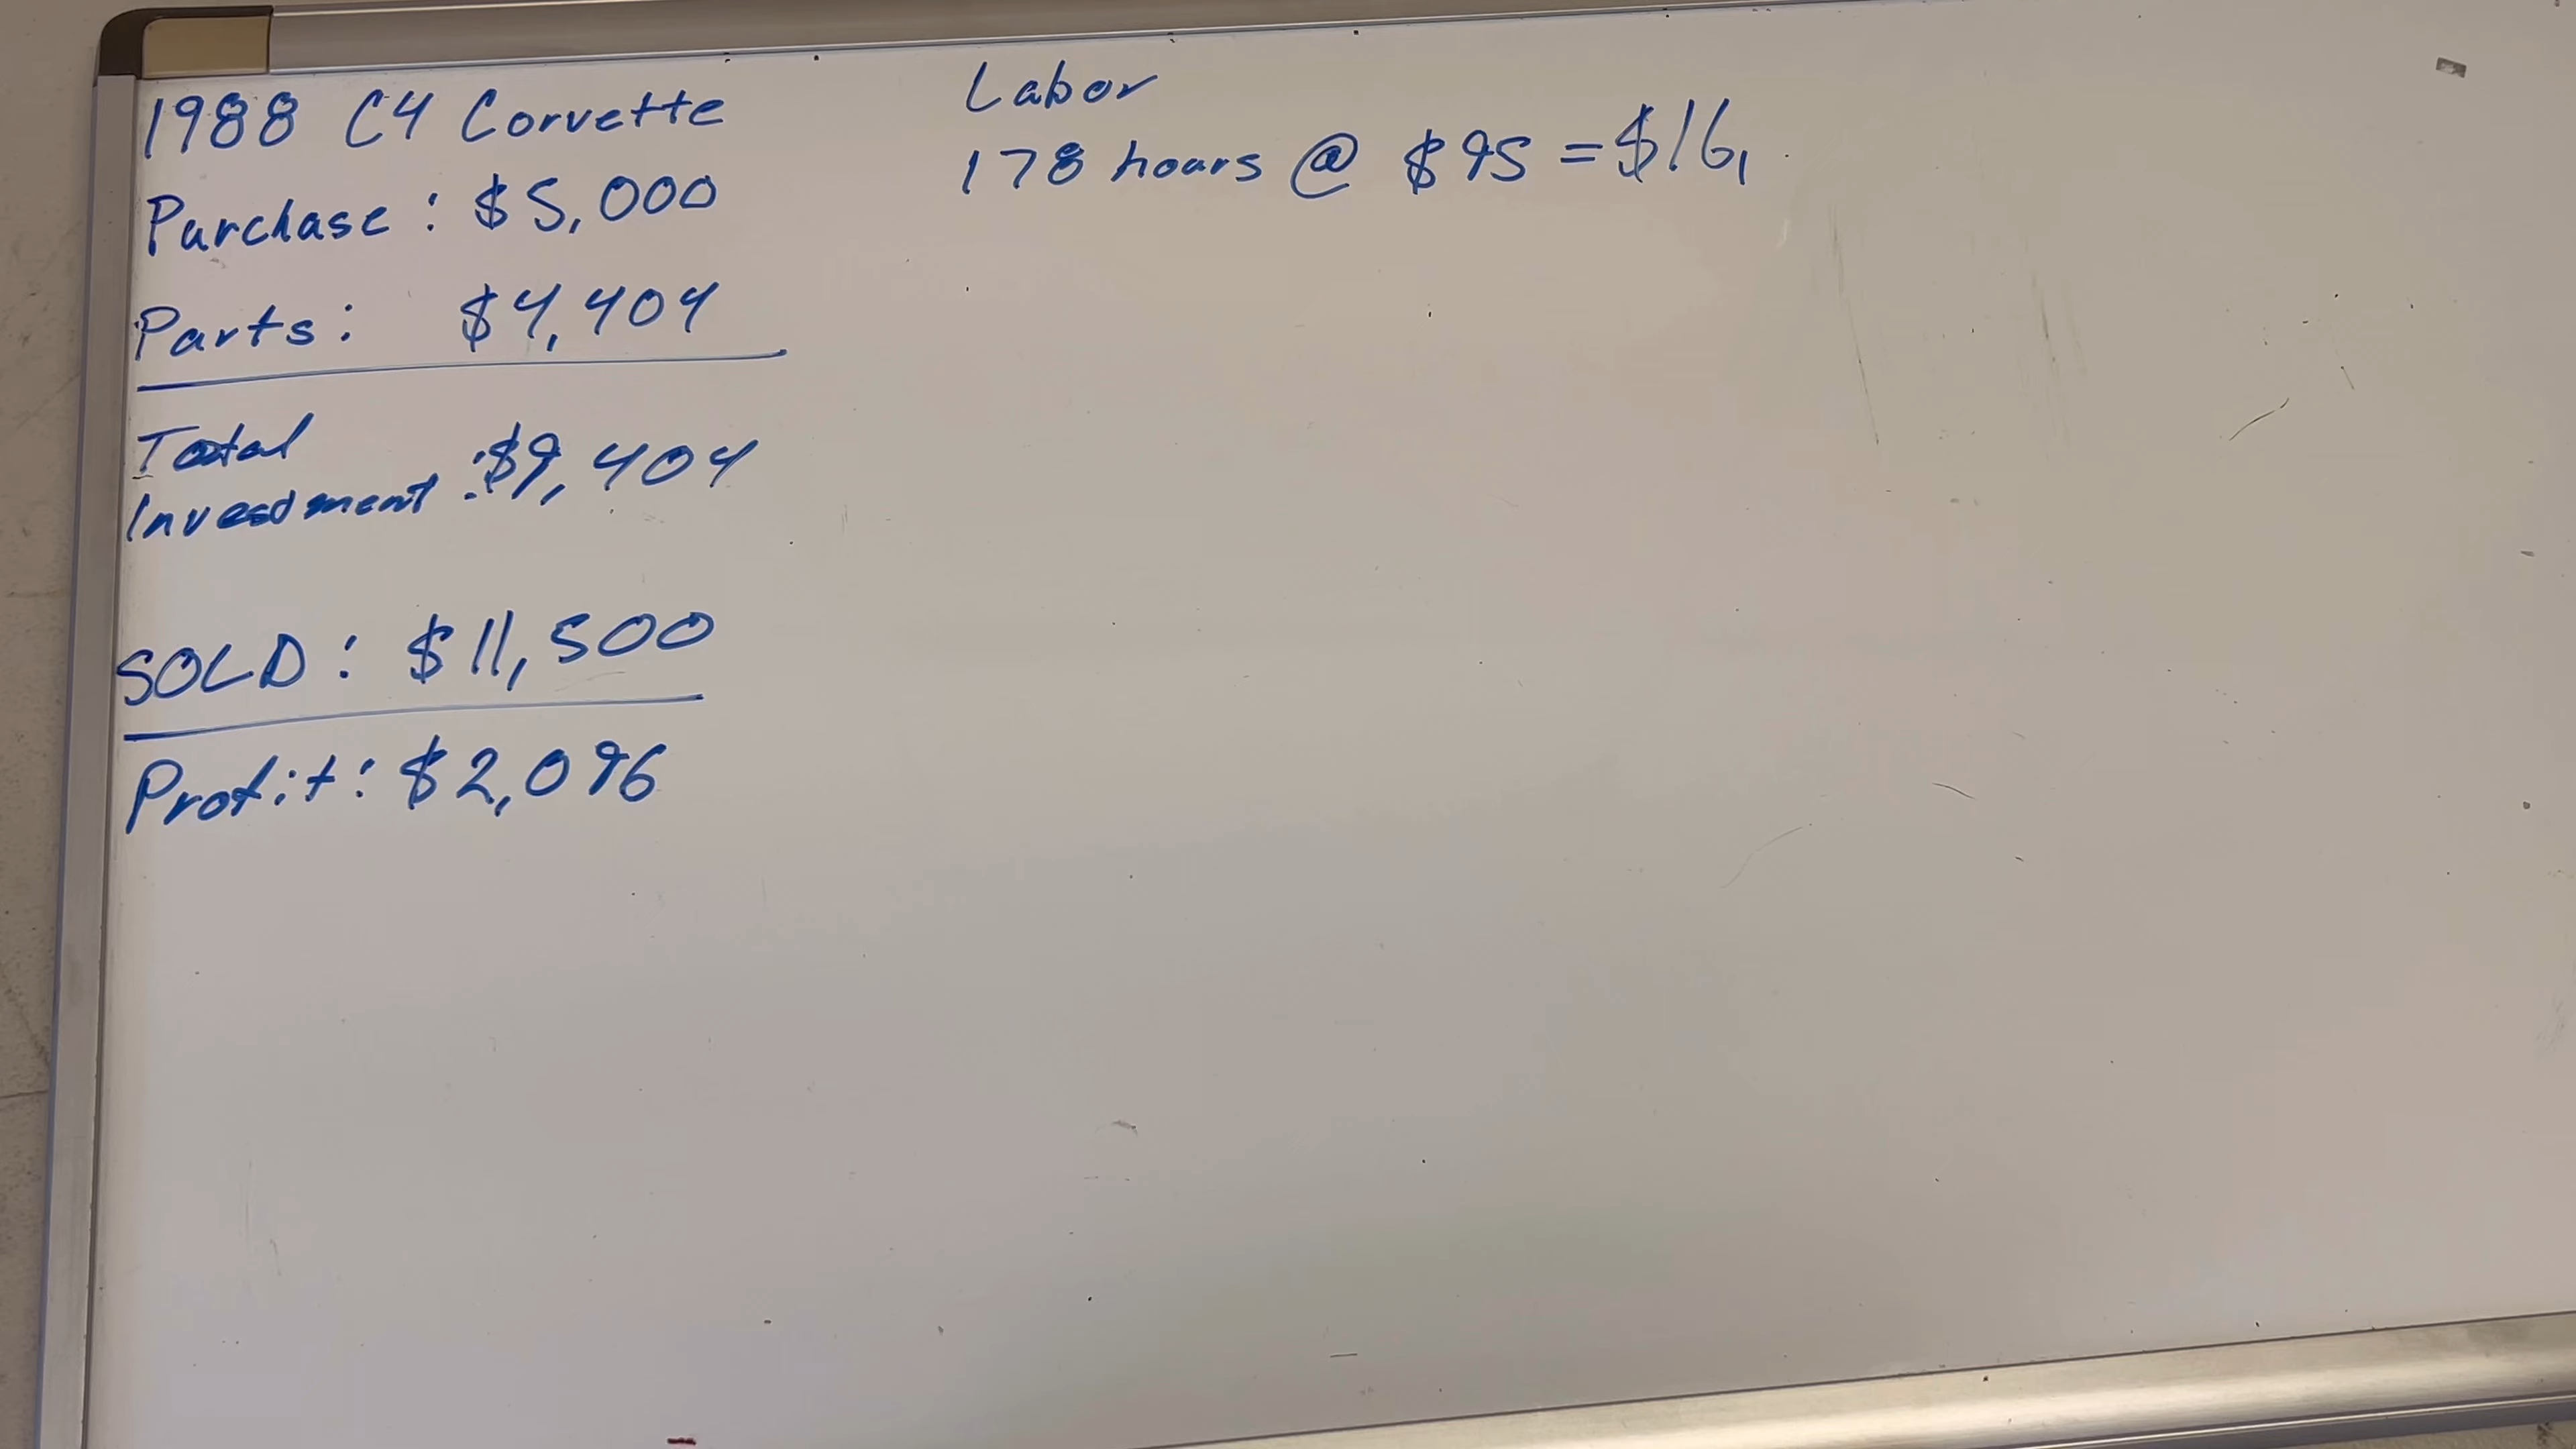 1988 C4 Corvette
Purchase: $5,000
Parts: $4,404
Total
Investment: $9,404
SOLD: $11,500
Profit: $2,096
Labor
178 hours @ $95 = $16,